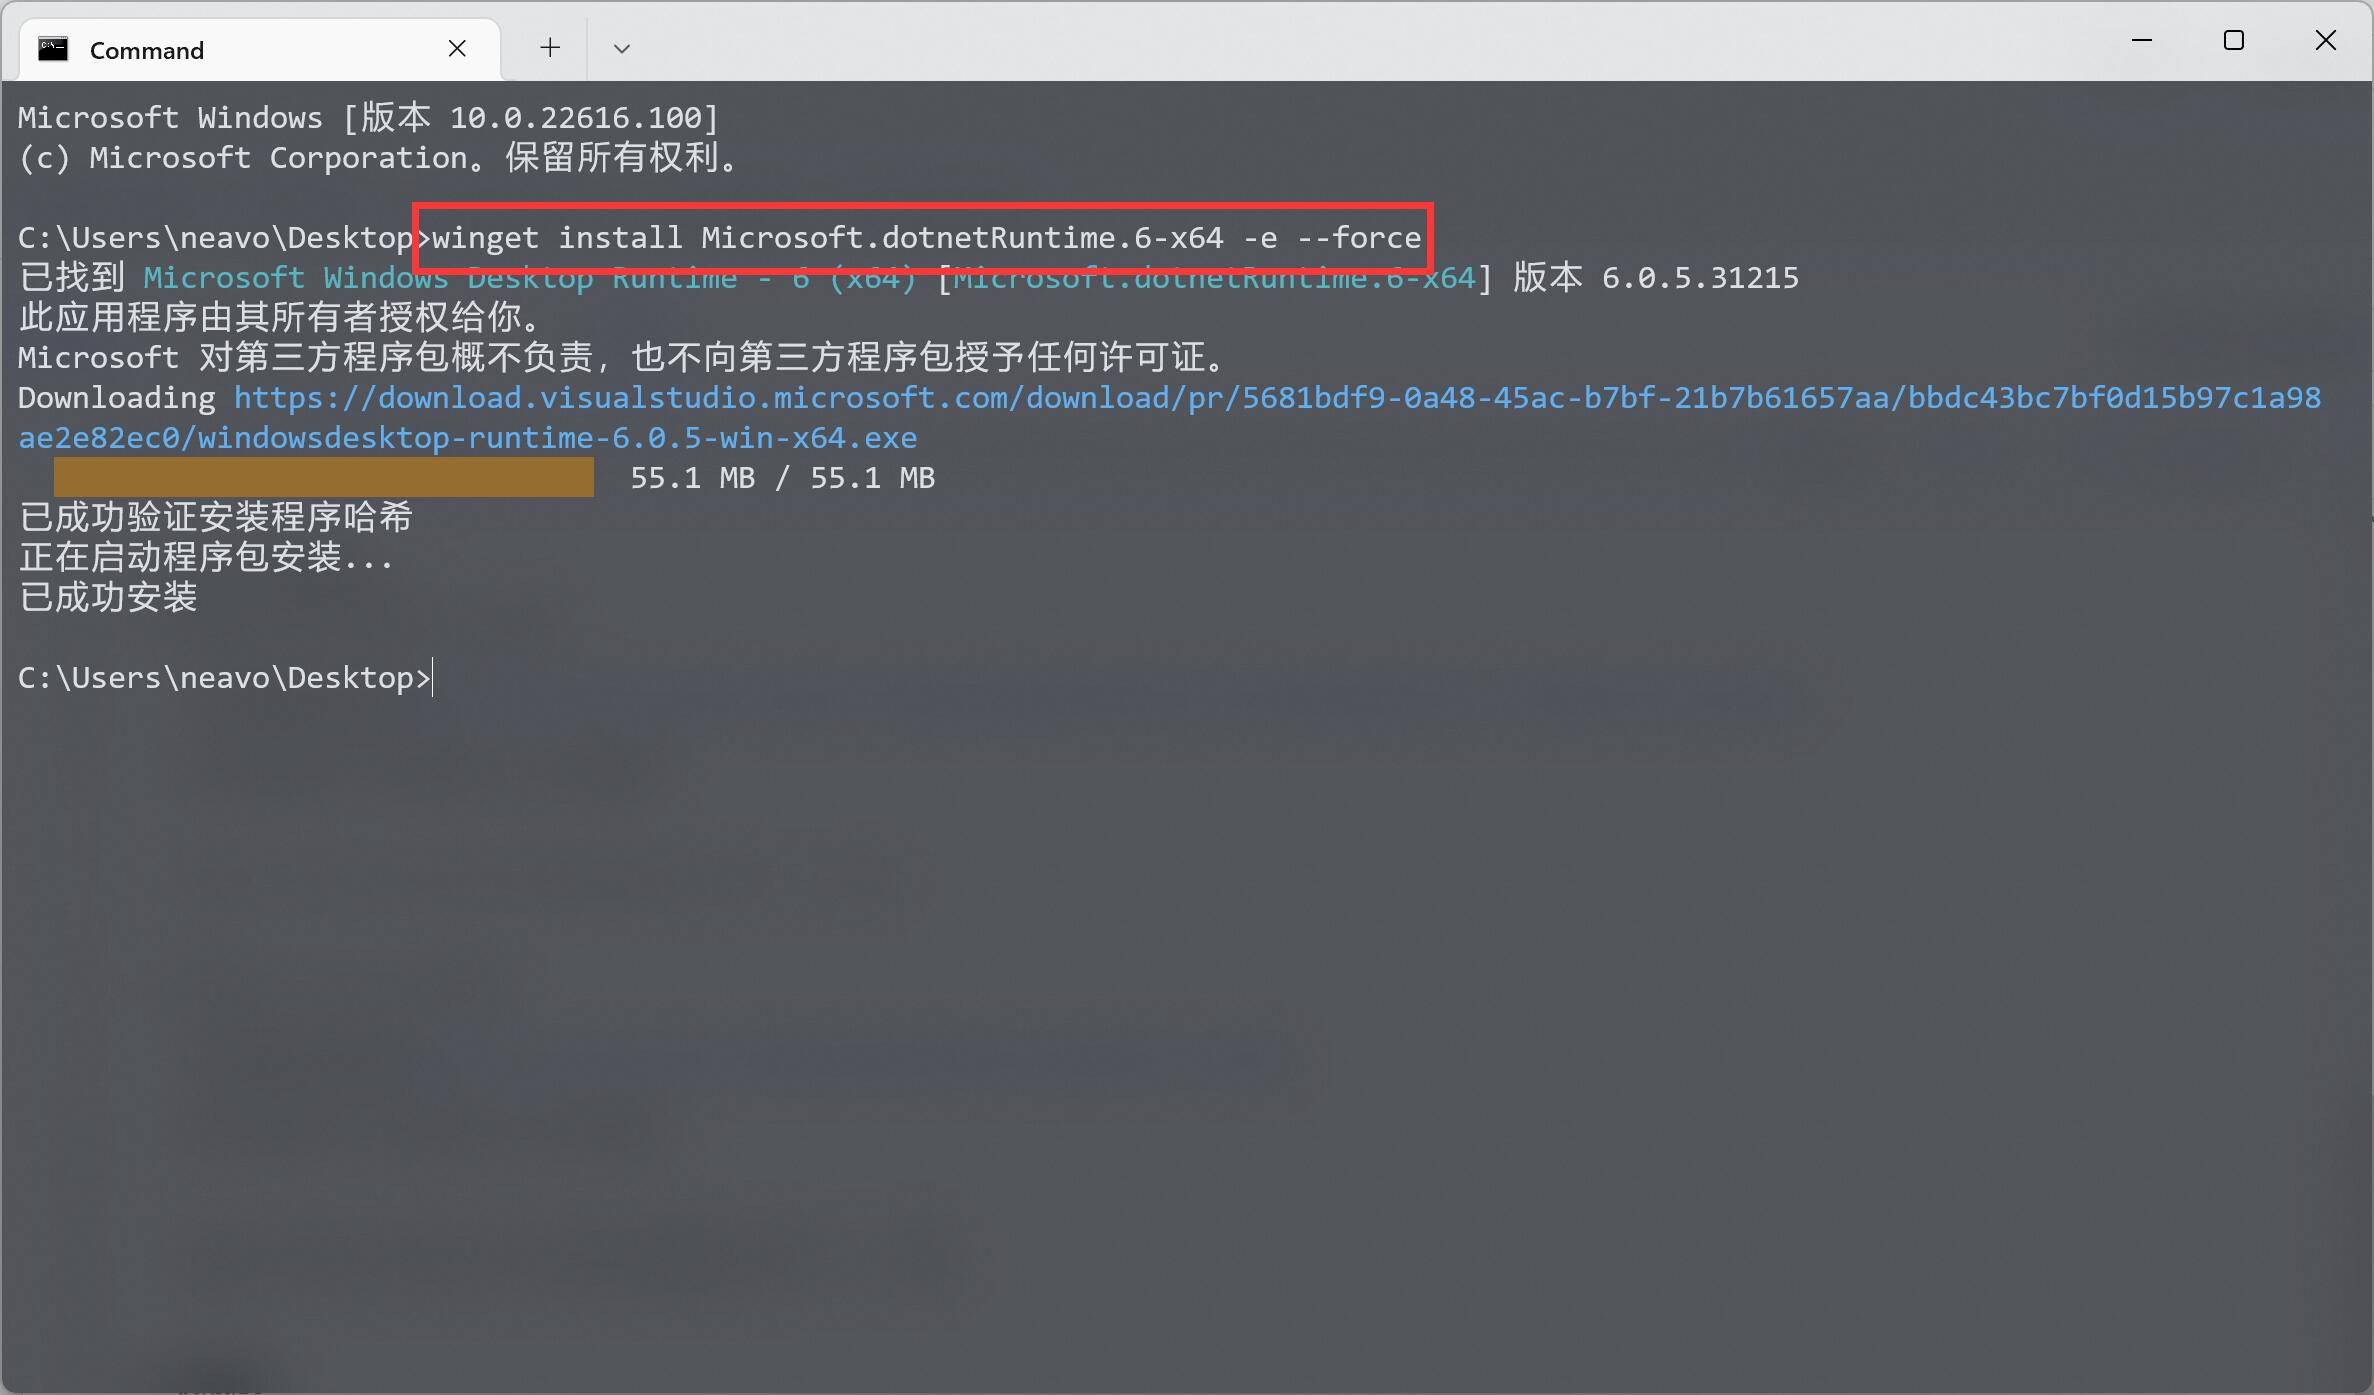 Command
Microsoft Windows [版本 10.0.22616.100]
(c) Microsoft Corporation。保留所有权利。
C:\Users\neavo\Desktop>winget install Microsoft.dotnetRuntime.6-x64 -e --force
已找到 Microsoft Windows Desktop Runtime - 6 (x64) [Microsoft.dotnetRuntime.6-x64] 版本 6.0.5.31215
此应用程序由其所有者授权给你。
Microsoft 对第三方程序包概不负责，也不向第三方程序包授予任何许可证。
Downloading https://download.visualstudio.microsoft.com/download/pr/5681bdf9-0a48-45ac-b7bf-21b7b61657aa/bbdc43bc7bf0d15b97c1a98
ae2e82ec0/windowsdesktop-runtime-6.0.5-win-x64.exe
55.1 MB / 55.1 MB
已成功验证安装程序哈希
正在启动程序包安装...
已成功安装
C:\Users\neavo\Desktop>